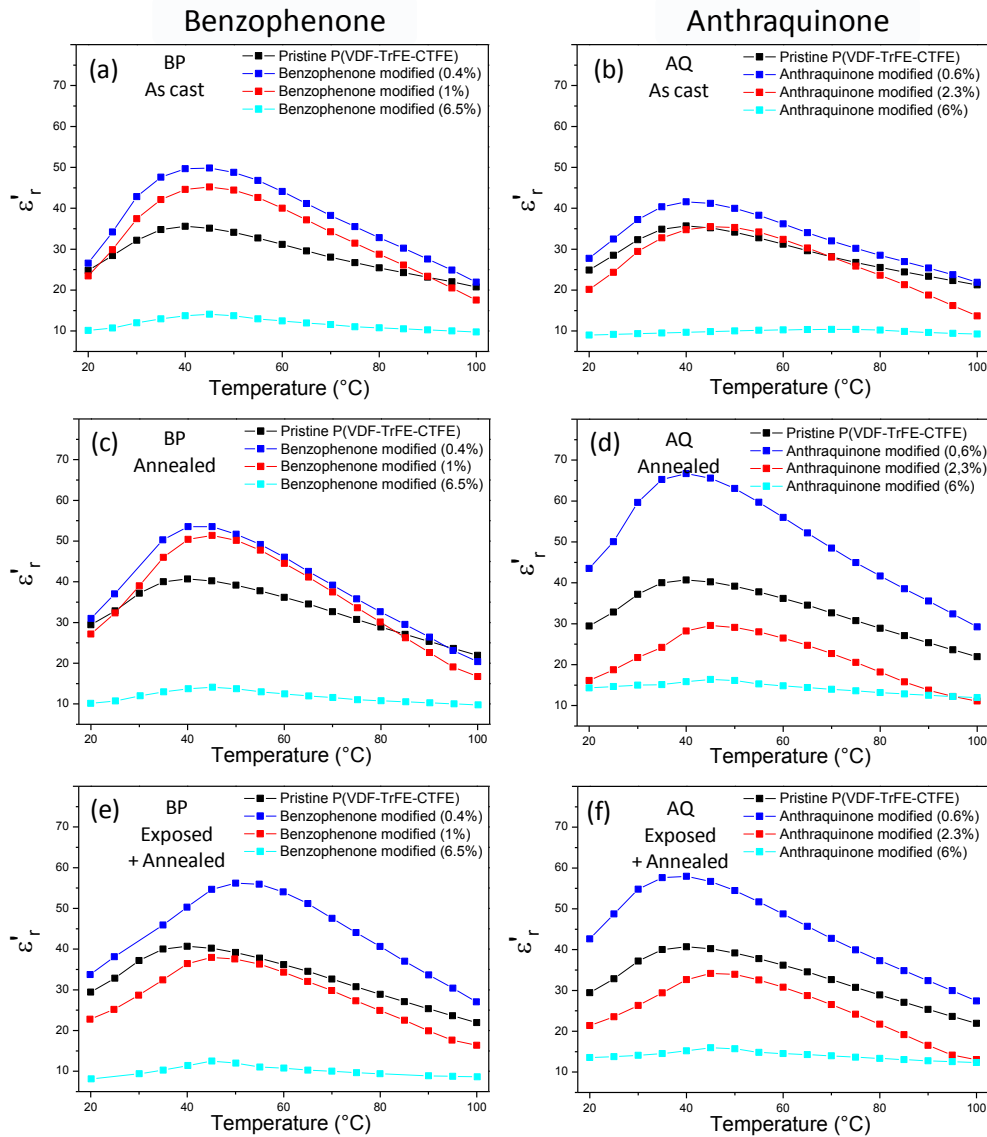 Benzophenone
Anthraquinone
(a)
BP
As cast
Pristine P(VDF-TrFE-CTFE)
Benzophenone modified (0.4%)
Benzophenone modified (1%)
Benzophenone modified (6.5%)
70
60
50
40
30
20
10
ε'r
20
40
60
80
100
Temperature (°C)
(b)
AQ
As cast
Pristine P(VDF-TrFE-CTFE)
Anthraquinone modified (0.6%)
Anthraquinone modified (2.3%)
Anthraquinone modified (6%)
70
60
50
40
30
20
10
ε'r
20
40
60
80
100
Temperature (°C)
(c)
BP
Annealed
Pristine P(VDF-TrFE-CTFE)
Benzophenone modified (0.4%)
Benzophenone modified (1%)
Benzophenone modified (6.5%)
70
60
50
40
30
20
10
ε'r
20
40
60
80
100
Temperature (°C)
(d)
AQ
Annealed
Pristine P(VDF-TrFE-CTFE)
Anthraquinone modified (0,6%)
Anthraquinone modified (2,3%)
Anthraquinone modified (6%)
70
60
50
40
30
20
10
ε'r
20
40
60
80
100
Temperature (°C)
(e)
BP
Exposed
+ Annealed
Pristine P(VDF-TrFE-CTFE)
Benzophenone modified (0.4%)
Benzophenone modified (1%)
Benzophenone modified (6.5%)
70
60
50
40
30
20
10
ε'r
20
40
60
80
100
Temperature (°C)
(f)
AQ
Exposed
+ Annealed
Pristine P(VDF-TrFE-CTFE)
Anthraquinone modified (0.6%)
Anthraquinone modified (2.3%)
Anthraquinone modified (6%)
70
60
50
40
30
20
10
ε'r
20
40
60
80
100
Temperature (°C)